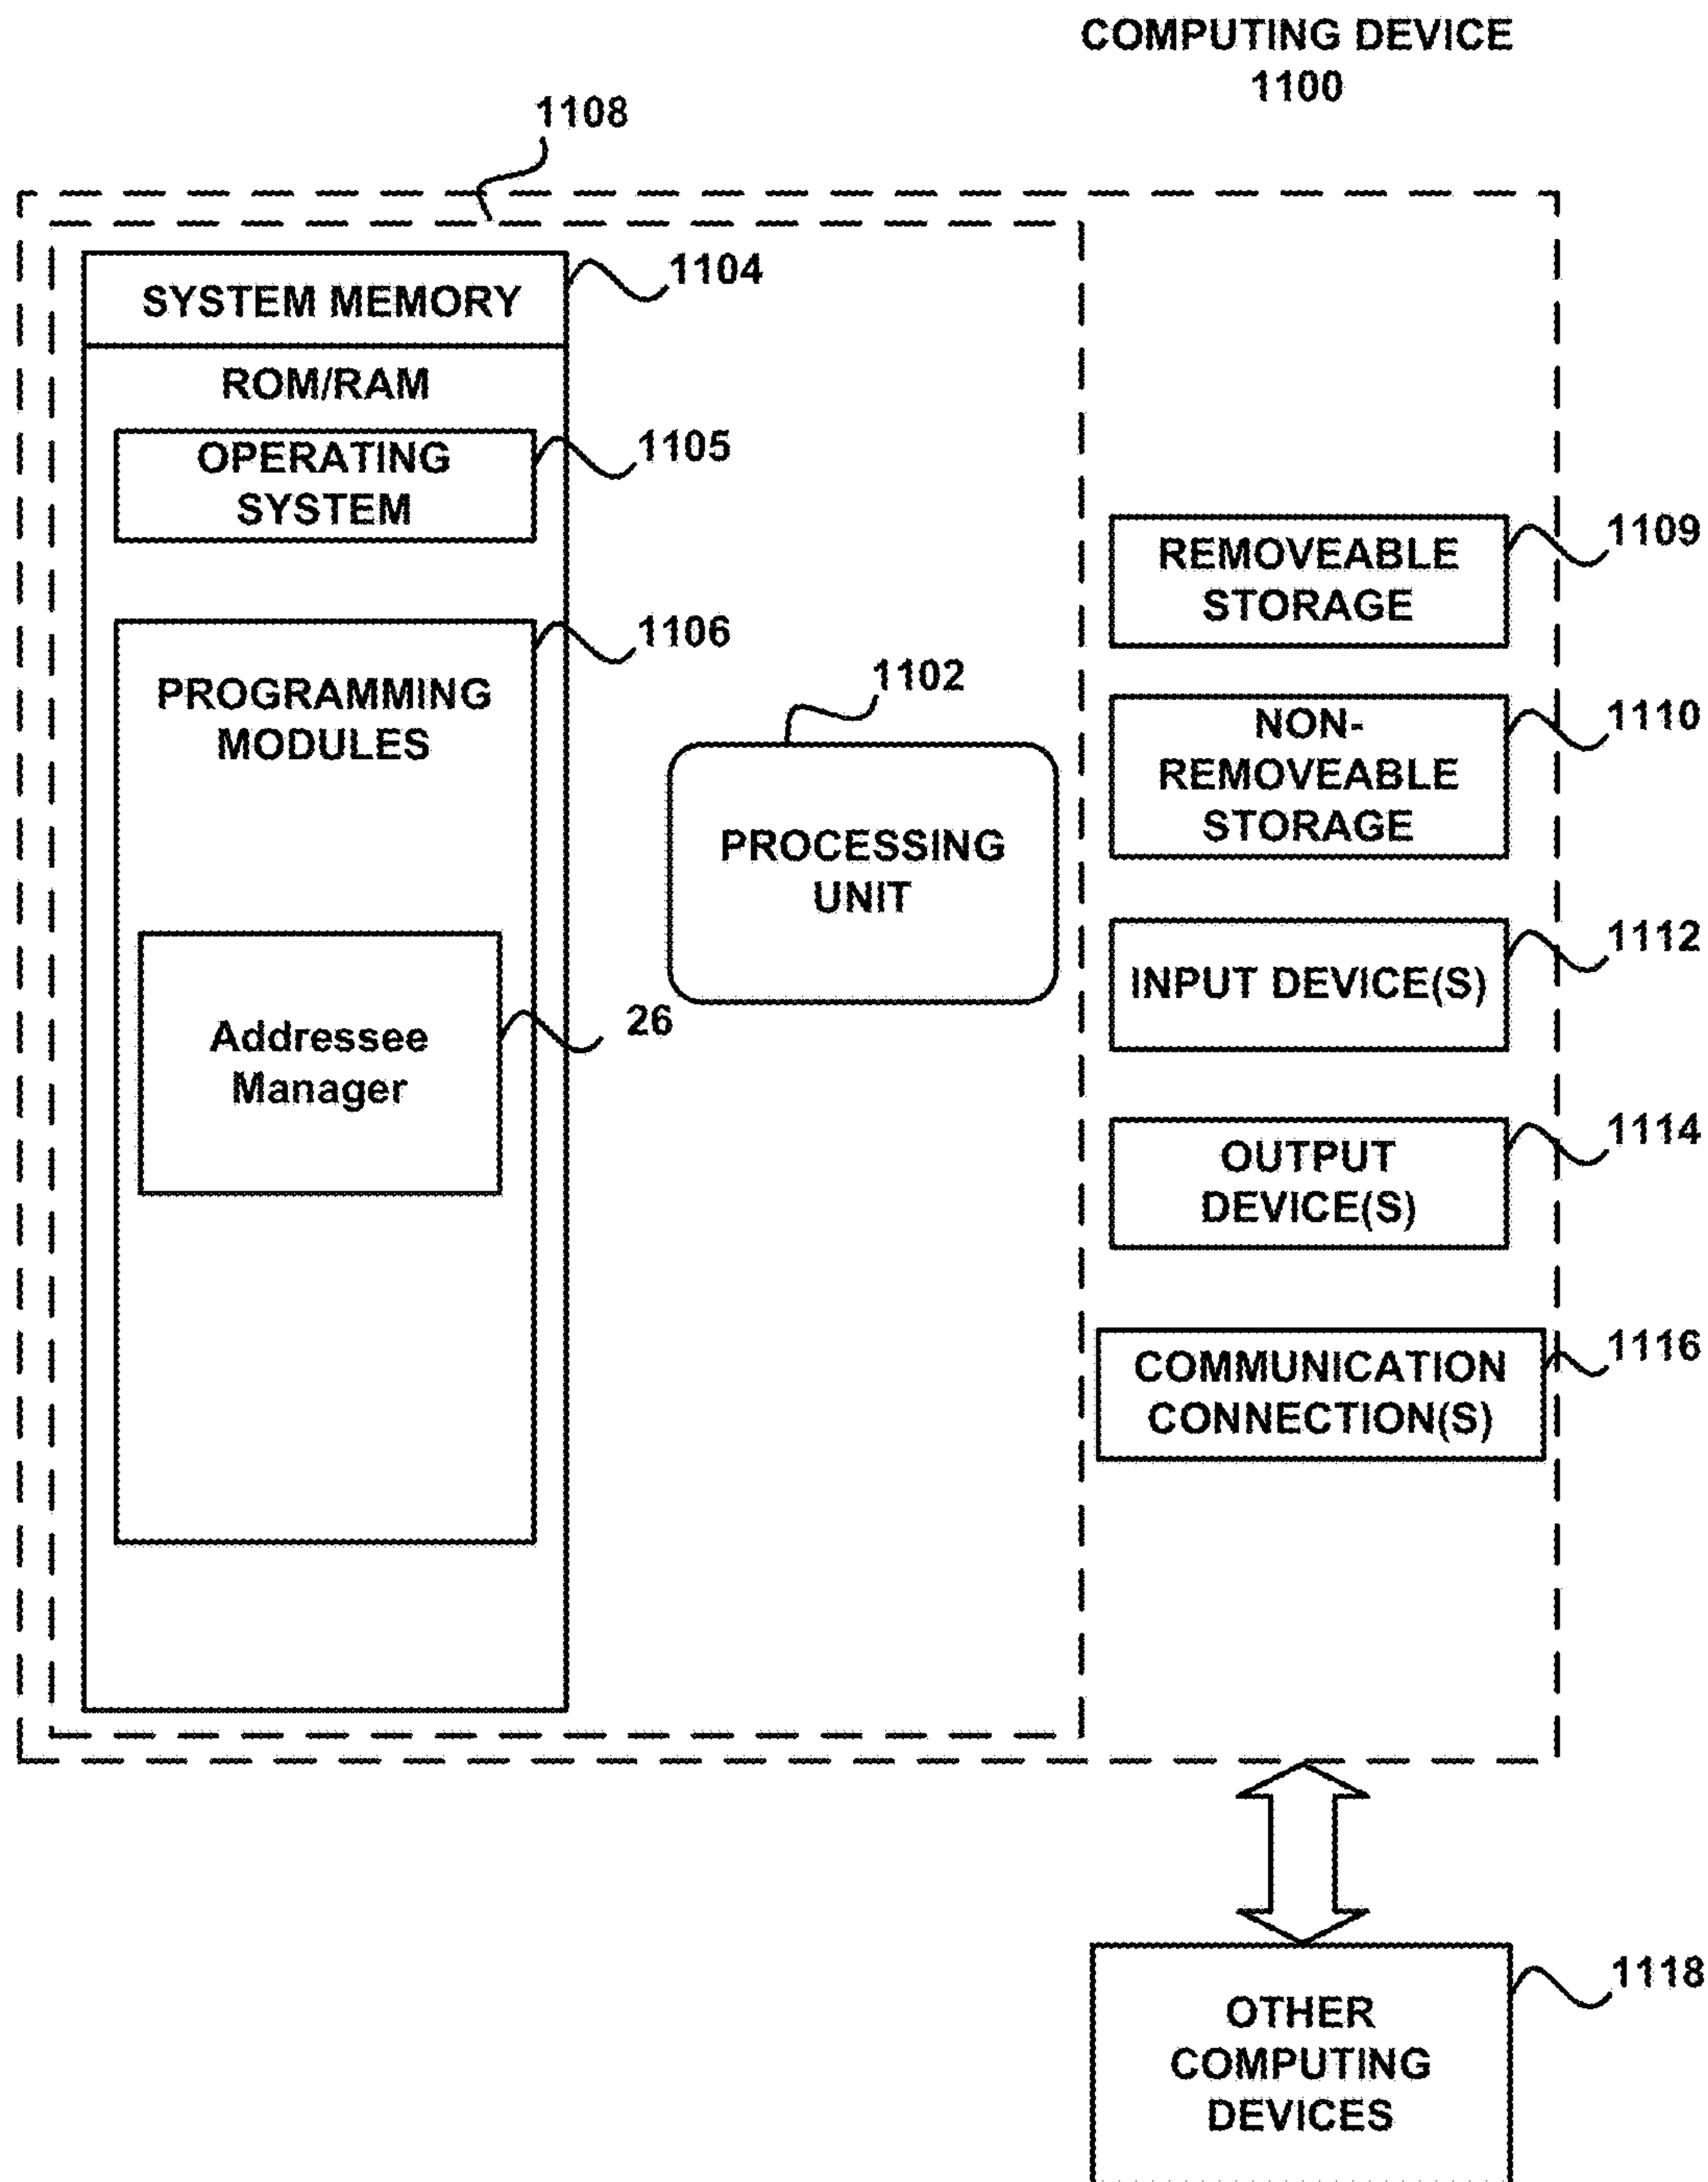 COMPUTING DEVICE
1100
1108
1104
SYSTEM MEMORY
ROM/RAM
1105
OPERATING
SYSTEM
1106
PROGRAMMING
MODULES
26
Addressee
Manager
1102
PROCESSING
UNIT
1109
REMOVEABLE
STORAGE
1110
NON-
REMOVEABLE
STORAGE
1112
INPUT DEVICE(S)
1114
OUTPUT
DEVICE(S)
1116
COMMUNICATION
CONNECTION(S)
1118
OTHER
COMPUTING
DEVICES